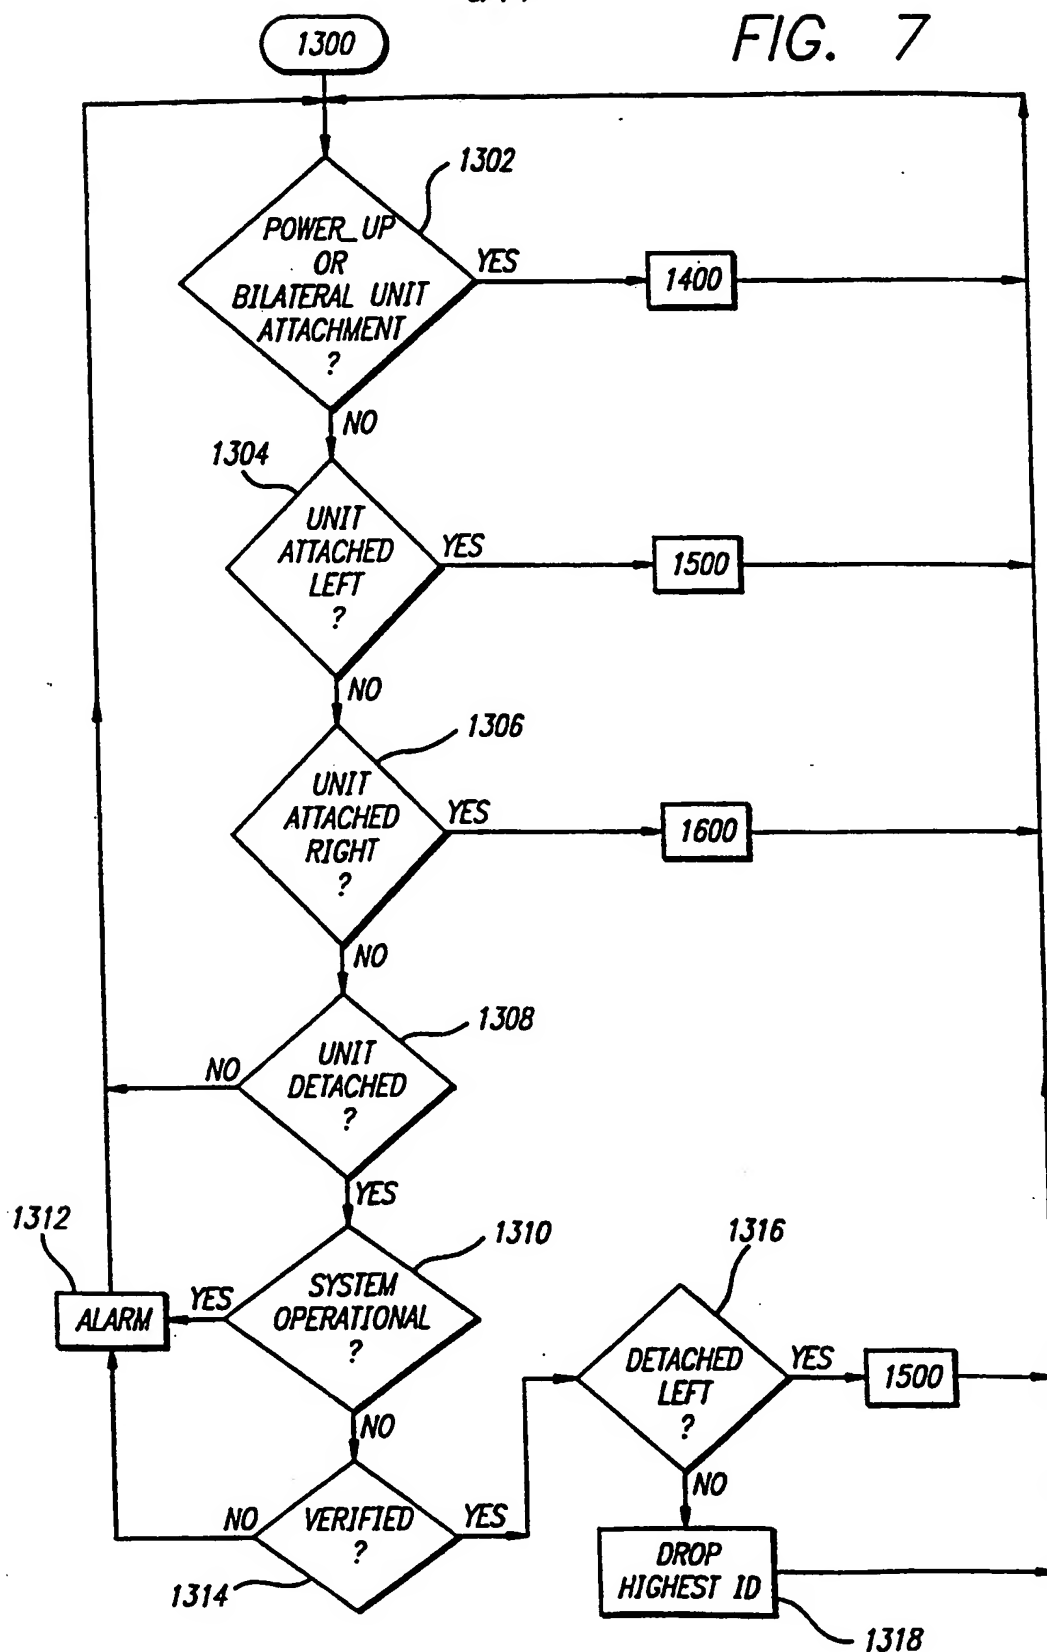 FIG. 7
1300
1302
POWER_UP
OR
BILATERAL UNIT
ATTACHMENT
?
YES
1400
NO
1304
UNIT
ATTACHED
LEFT
?
YES
1500
NO
1306
UNIT
ATTACHED
RIGHT
?
YES
1600
NO
1308
UNIT
DETACHED
?
NO
YES
1312
ALARM
1310
SYSTEM
OPERATIONAL
?
YES
NO
1314
VERIFIED
?
NO
YES
1316
DETACHED
LEFT
?
YES
1500
NO
DROP
HIGHEST ID
1318